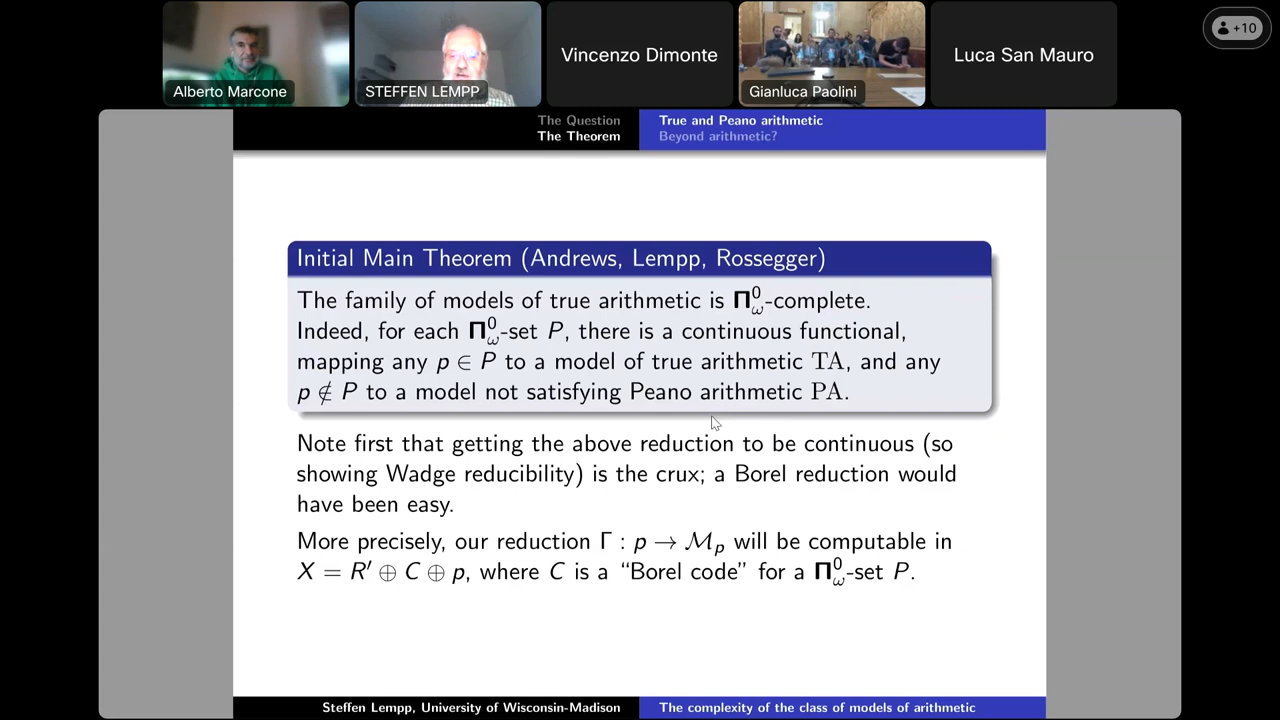 Alberto Marcone
STEFFEN LEMPP
Vincenzo Dimonte
Gianluca Paolini
Luca San Mauro
+10
The Question
The Theorem
True and Peano arithmetic
Beyond arithmetic?
Initial Main Theorem (Andrews, Lempp, Rossegger)
The family of models of true arithmetic is 𝚷⁰_ω-complete.
Indeed, for each 𝚷⁰_ω-set P, there is a continuous functional,
mapping any p ∈ P to a model of true arithmetic TA, and any
p ∉ P to a model not satisfying Peano arithmetic PA.
Note first that getting the above reduction to be continuous (so
showing Wadge reducibility) is the crux; a Borel reduction would
have been easy.
More precisely, our reduction Γ : p → ℳ_p will be computable in
X = R′ ⊕ C ⊕ p, where C is a “Borel code” for a 𝚷⁰_ω-set P.
Steffen Lempp, University of Wisconsin-Madison
The complexity of the class of models of arithmetic